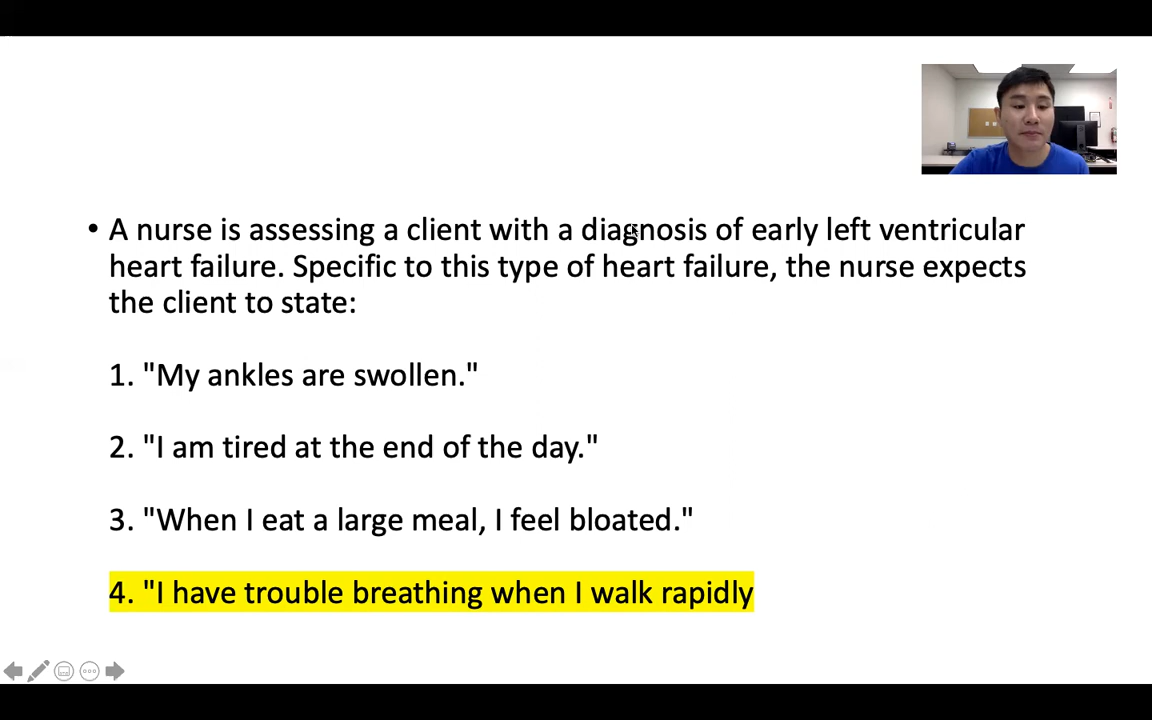 • A nurse is assessing a client with a diagnosis of early left ventricular
heart failure. Specific to this type of heart failure, the nurse expects
the client to state:
1. "My ankles are swollen."
2. "I am tired at the end of the day."
3. "When I eat a large meal, I feel bloated."
4. "I have trouble breathing when I walk rapidly